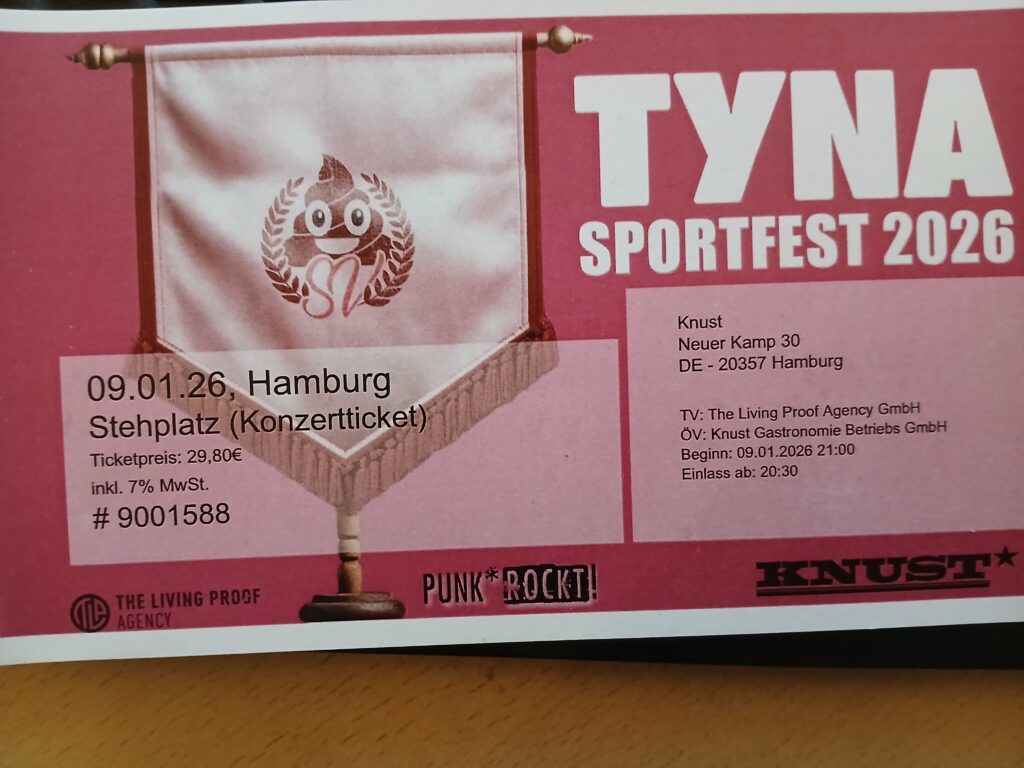 TYNA
SPORTFEST 2026
SV
09.01.26, Hamburg
Stehplatz (Konzertticket)
Ticketpreis: 29,80€
inkl. 7% MwSt.
# 9001588
Knust
Neuer Kamp 30
DE - 20357 Hamburg
TV: The Living Proof Agency GmbH
ÖV: Knust Gastronomie Betriebs GmbH
Beginn: 09.01.2026 21:00
Einlass ab: 20:30
THE LIVING PROOF
AGENCY
PUNK*ROCKT!
KNUST★